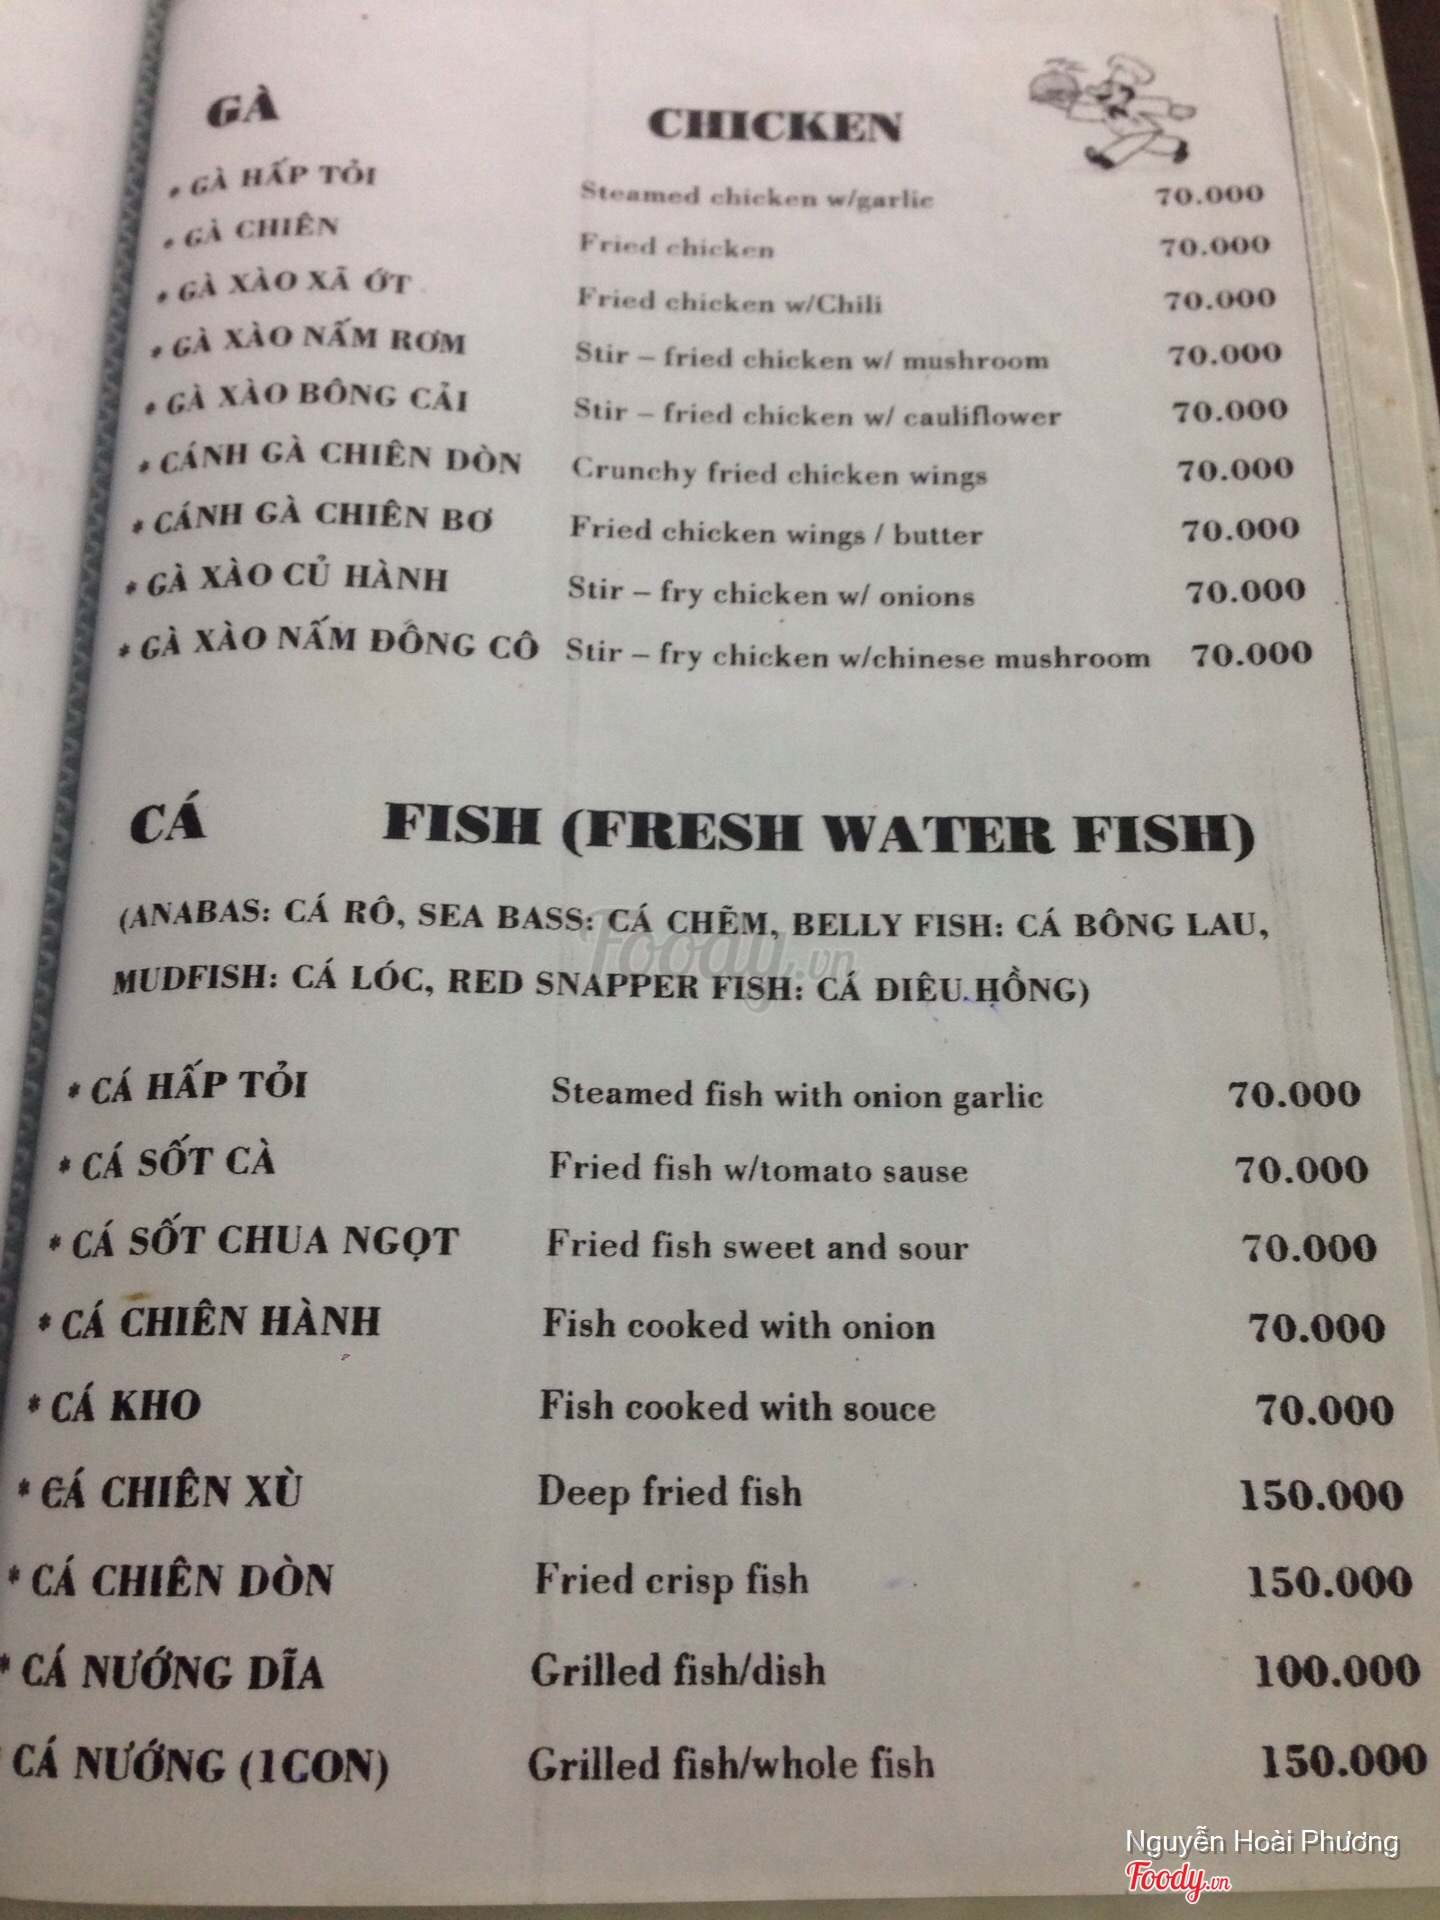 GÀ CHICKEN
* GÀ HẤP TỎI Steamed chicken w/garlic 70.000
* GÀ CHIÊN Fried chicken 70.000
* GÀ XÀO XÃ ỚT Fried chicken w/Chili 70.000
* GÀ XÀO NẤM RƠM Stir – fried chicken w/ mushroom 70.000
* GÀ XÀO BÔNG CẢI Stir – fried chicken w/ cauliflower 70.000
* CÁNH GÀ CHIÊN DÒN Crunchy fried chicken wings 70.000
* CÁNH GÀ CHIÊN BƠ Fried chicken wings / butter 70.000
* GÀ XÀO CỦ HÀNH Stir – fry chicken w/ onions 70.000
* GÀ XÀO NẤM ĐÔNG CÔ Stir – fry chicken w/chinese mushroom 70.000
CÁ FISH (FRESH WATER FISH)
(ANABAS: CÁ RÔ, SEA BASS: CÁ CHẼM, BELLY FISH: CÁ BÔNG LAU,
MUDFISH: CÁ LÓC, RED SNAPPER FISH: CÁ ĐIÊU HỒNG)
Foody.vn
* CÁ HẤP TỎI Steamed fish with onion garlic 70.000
* CÁ SỐT CÀ Fried fish w/tomato sause 70.000
* CÁ SỐT CHUA NGỌT Fried fish sweet and sour 70.000
* CÁ CHIÊN HÀNH Fish cooked with onion 70.000
* CÁ KHO Fish cooked with souce 70.000
* CÁ CHIÊN XÙ Deep fried fish 150.000
* CÁ CHIÊN DÒN Fried crisp fish 150.000
* CÁ NƯỚNG DĨA Grilled fish/dish 100.000
* CÁ NƯỚNG (1CON) Grilled fish/whole fish 150.000
Nguyễn Hoài Phương
Foody.vn